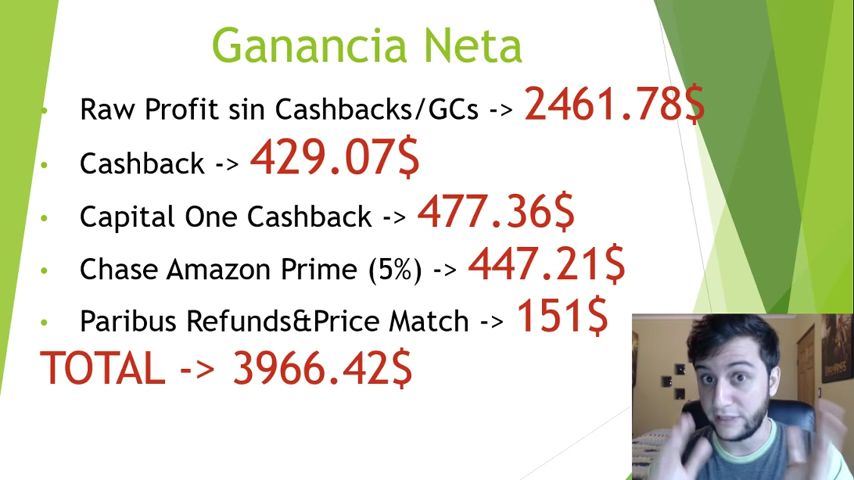 Ganancia Neta
• Raw Profit sin Cashbacks/GCs -> 2461.78$
• Cashback -> 429.07$
• Capital One Cashback -> 477.36$
• Chase Amazon Prime (5%) -> 447.21$
• Paribus Refunds&Price Match -> 151$
TOTAL -> 3966.42$